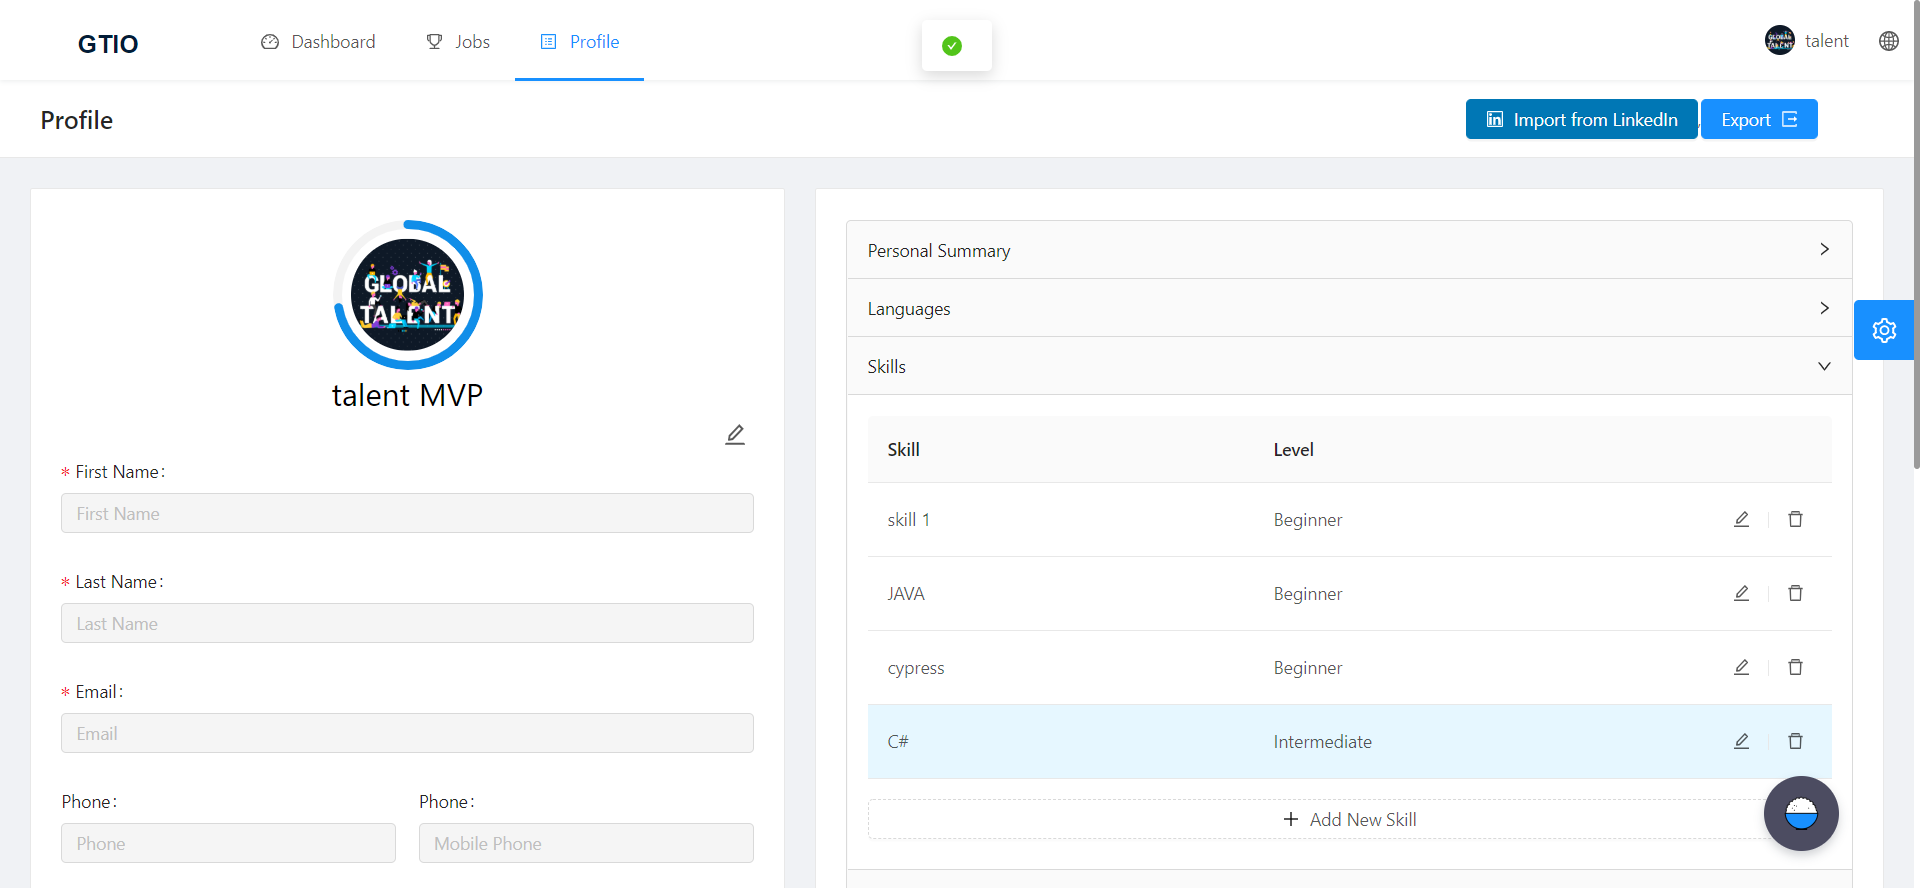 GTIO
Dashboard
Jobs
Profile
talent
Profile
Import from LinkedIn
Export
GLOBAL
TALENT
talent MVP
* First Name:
First Name
* Last Name:
Last Name
* Email:
Email
Phone:
Phone:
Phone
Mobile Phone
Personal Summary
Languages
Skills
Skill Level
skill 1 Beginner
JAVA Beginner
cypress Beginner
C# Intermediate
+ Add New Skill